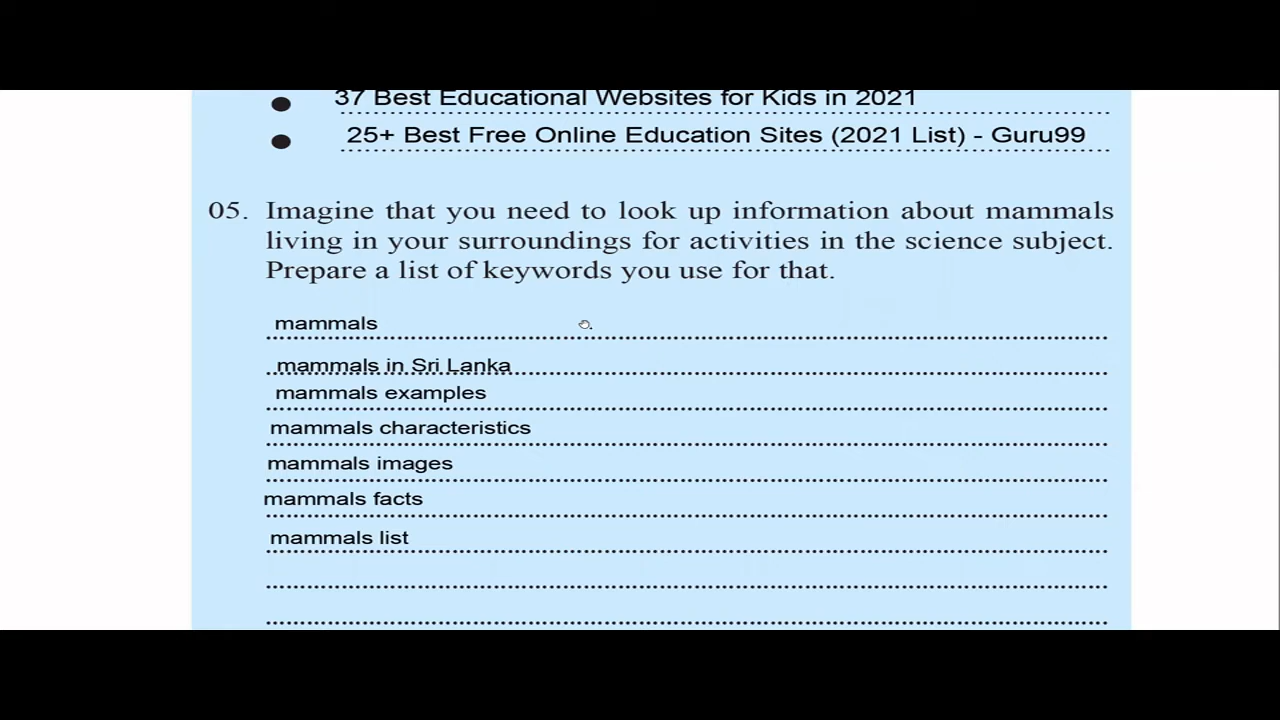 37 Best Educational Websites for Kids in 2021
25+ Best Free Online Education Sites (2021 List) - Guru99
05. Imagine that you need to look up information about mammals
living in your surroundings for activities in the science subject.
Prepare a list of keywords you use for that.
mammals
mammals in Sri Lanka
mammals examples
mammals characteristics
mammals images
mammals facts
mammals list